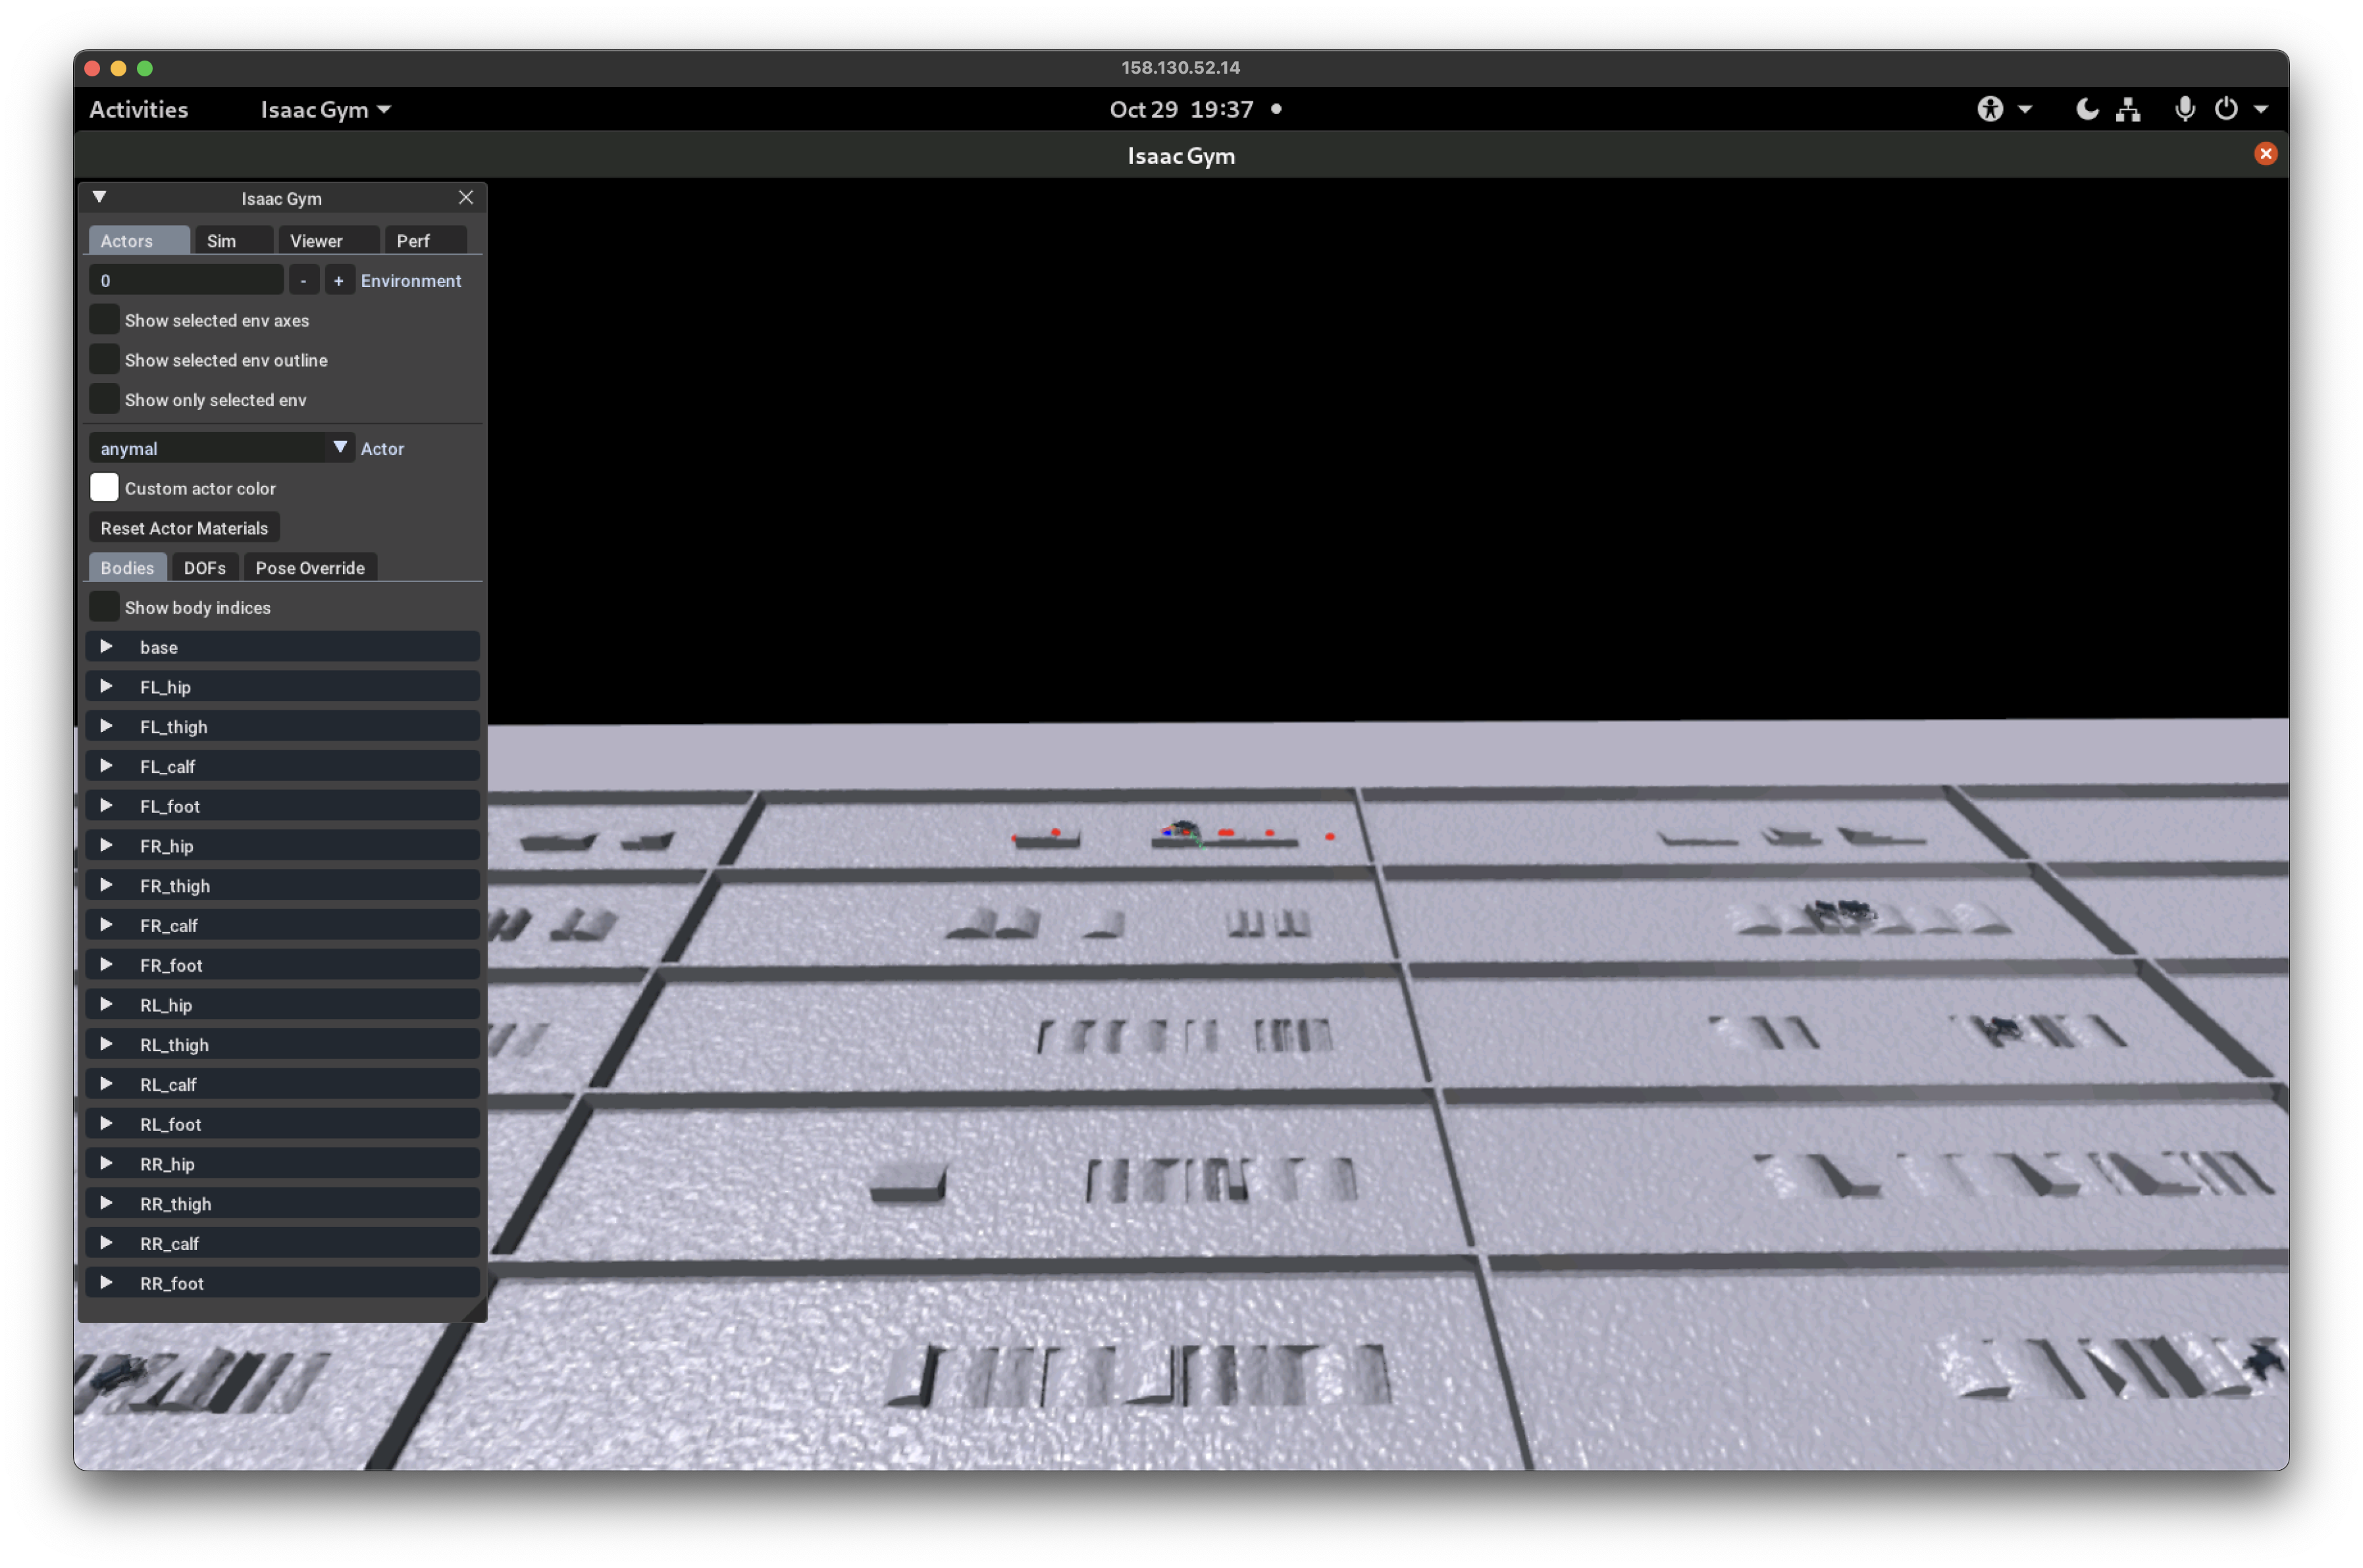 158.130.52.14
Activities Isaac Gym Oct 29 19:37
Isaac Gym
Isaac Gym
Actors Sim Viewer Perf
0 - + Environment
Show selected env axes
Show selected env outline
Show only selected env
anymal Actor
Custom actor color
Reset Actor Materials
Bodies DOFs Pose Override
Show body indices
base
FL_hip
FL_thigh
FL_calf
FL_foot
FR_hip
FR_thigh
FR_calf
FR_foot
RL_hip
RL_thigh
RL_calf
RL_foot
RR_hip
RR_thigh
RR_calf
RR_foot